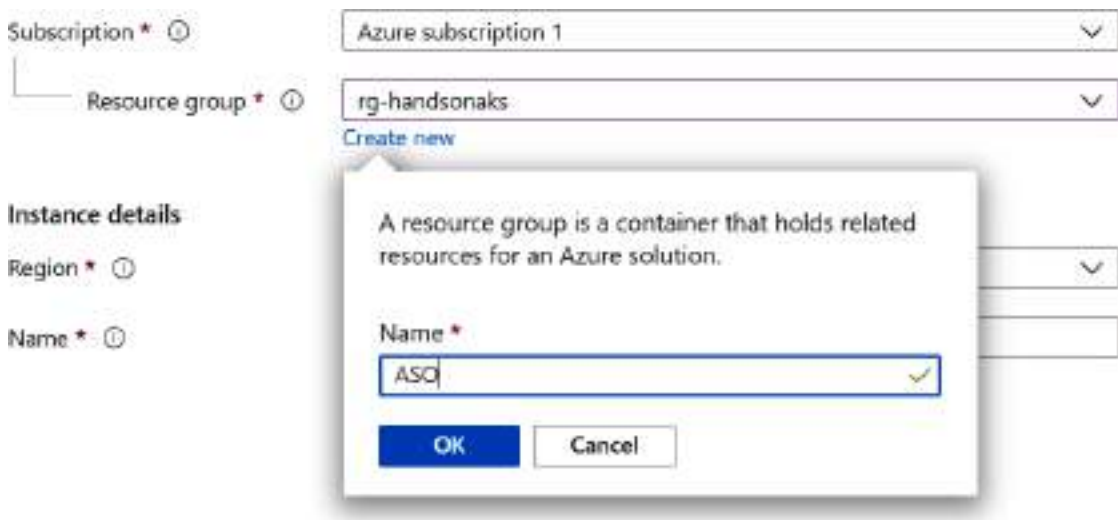 Subscription * Azure subscription 1
Resource group * rg-handsonaks
Create new
A resource group is a container that holds related
resources for an Azure solution.
Instance details
Region *
Name *
Name *
ASO
OK Cancel